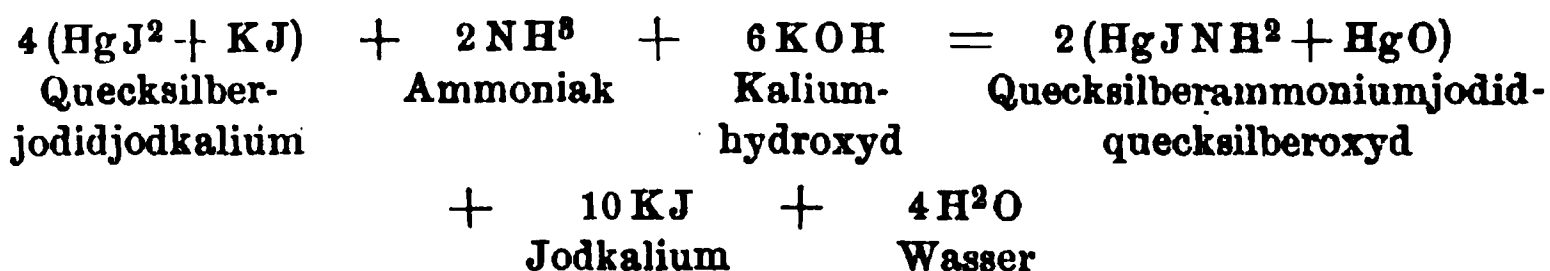 4 (HgJ² + KJ) + 2 NH³ + 6 KOH = 2 (HgJNH² + HgO)
Quecksilber- Ammoniak Kalium- Quecksilberammoniumjodid-
jodidjodkalium hydroxyd quecksilberoxyd
+ 10 KJ + 4 H²O
Jodkalium Wasser